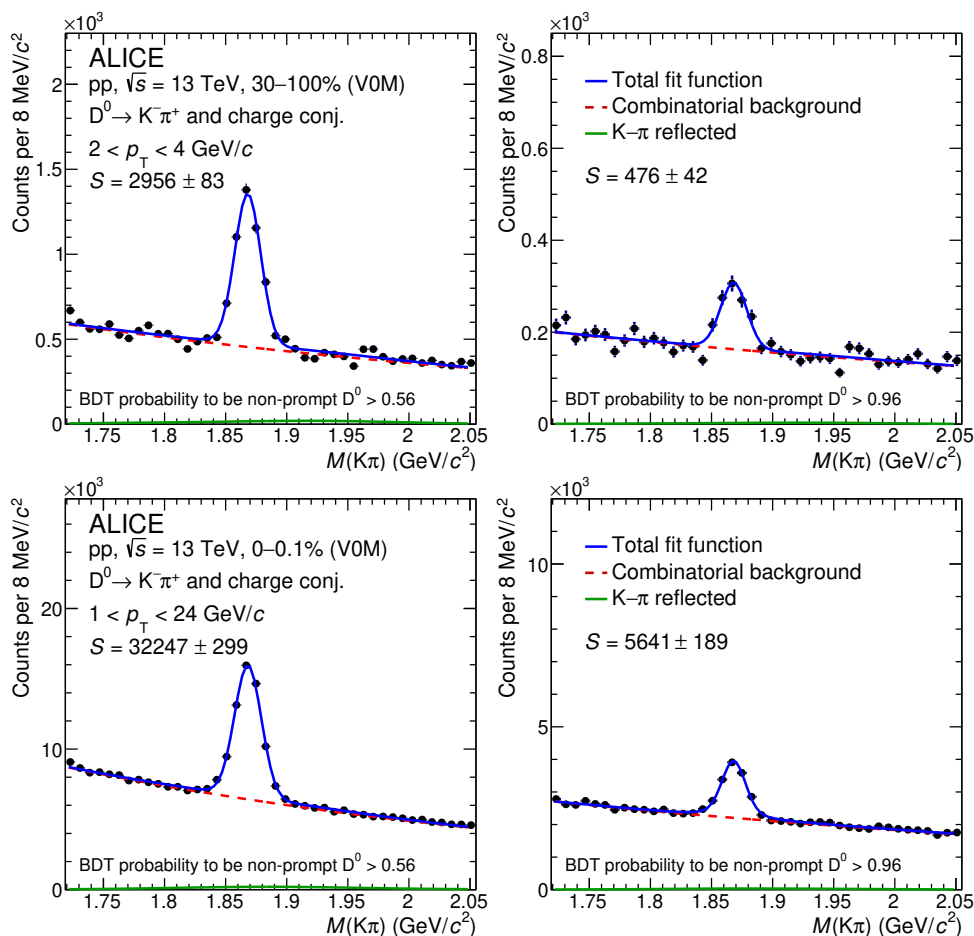 ×10³
Counts per 8 MeV/c²
ALICE
pp, √s = 13 TeV, 30–100% (V0M)
D⁰→ K⁻π⁺ and charge conj.
2 < p_T < 4 GeV/c
S = 2956 ± 83
2
1.5
1
0.5
0
BDT probability to be non-prompt D⁰ > 0.56
1.75 1.8 1.85 1.9 1.95 2 2.05
M(Kπ) (GeV/c²)
×10³
Counts per 8 MeV/c²
Total fit function
Combinatorial background
K–π reflected
S = 476 ± 42
0.8
0.6
0.4
0.2
0
BDT probability to be non-prompt D⁰ > 0.96
1.75 1.8 1.85 1.9 1.95 2 2.05
M(Kπ) (GeV/c²)
×10³
Counts per 8 MeV/c²
ALICE
pp, √s = 13 TeV, 0–0.1% (V0M)
D⁰→ K⁻π⁺ and charge conj.
1 < p_T < 24 GeV/c
S = 32247 ± 299
20
10
0
BDT probability to be non-prompt D⁰ > 0.56
1.75 1.8 1.85 1.9 1.95 2 2.05
M(Kπ) (GeV/c²)
×10³
Counts per 8 MeV/c²
Total fit function
Combinatorial background
K–π reflected
S = 5641 ± 189
10
5
0
BDT probability to be non-prompt D⁰ > 0.96
1.75 1.8 1.85 1.9 1.95 2 2.05
M(Kπ) (GeV/c²)